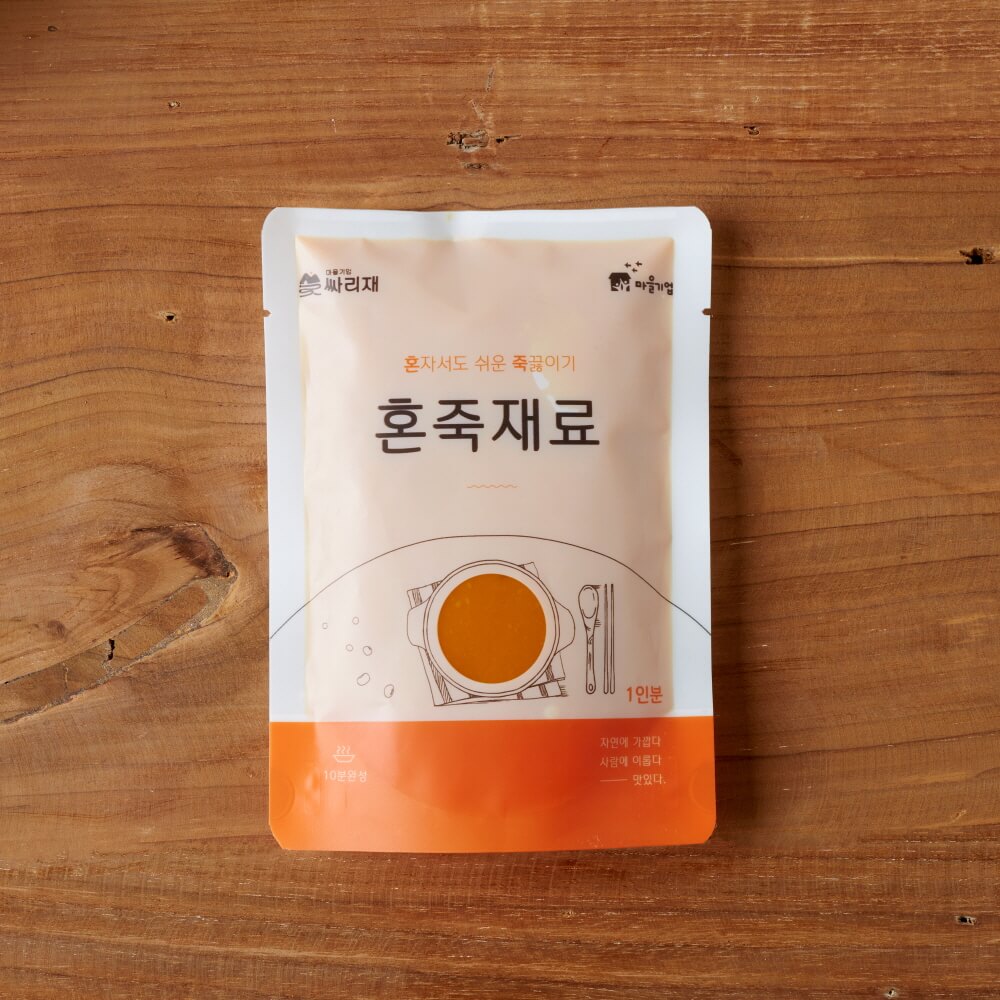 마을기업
싸리재
마을기업
혼자서도 쉬운 죽끓이기
혼죽재료
1인분
10분완성
자연에 가깝다
사람에 이롭다
맛있다.